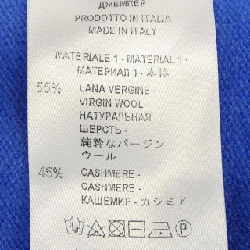 ДЖЕМПЕР
PRODOTTO IN ITALIA
MADE IN ITALY
MATERIALE 1 - MATERIAL 1 -
МАТЕРИАЛ 1 - 本体
55% LANA VERGINE
VIRGIN WOOL
НАТУРАЛЬНАЯ
ШЕРСТЬ -
純粋なバージン
ウール
45% CASHMERE -
CASHMERE -
КАШЕМИР - カシミア